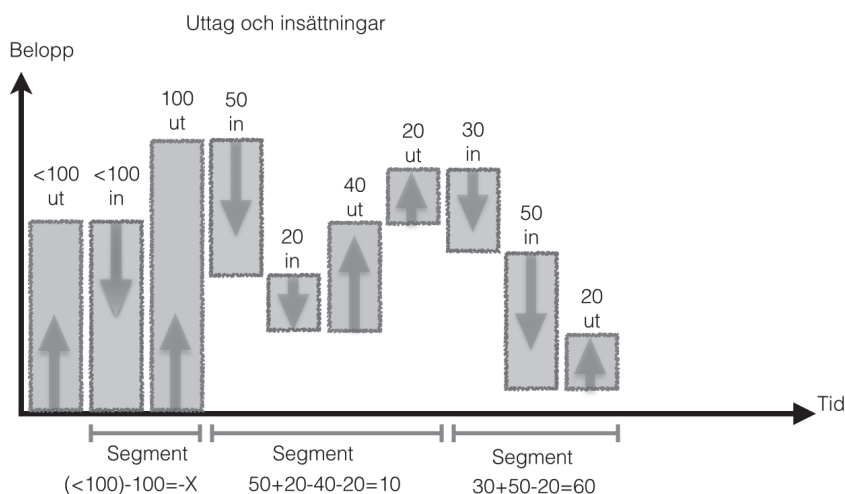 Uttag och insättningar
Belopp
<100
ut
<100
in
100
ut
50
in
20
in
40
ut
20
ut
30
in
50
in
20
ut
Tid
Segment
(<100)-100=-X
Segment
50+20-40-20=10
Segment
30+50-20=60